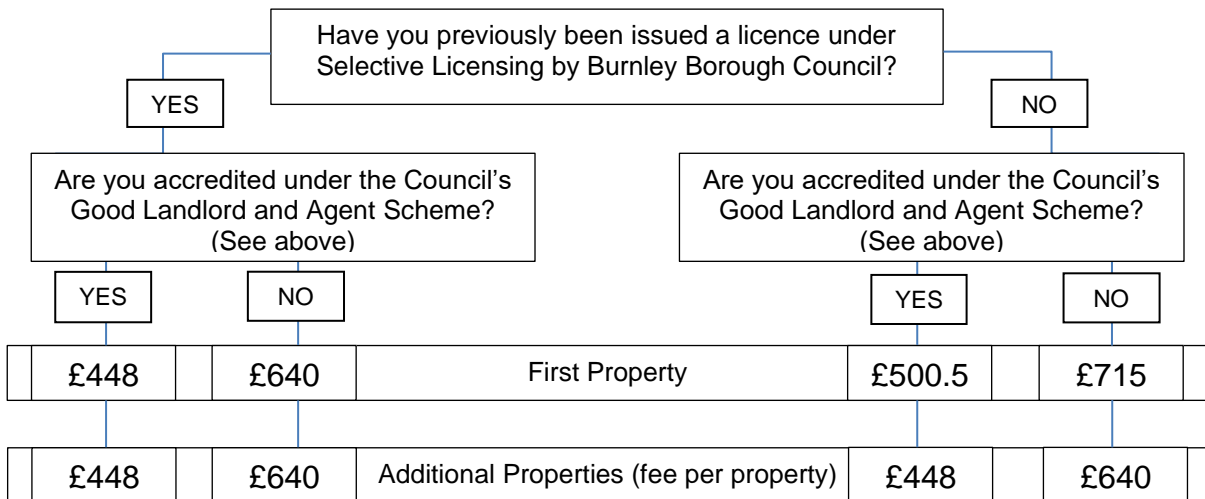 Have you previously been issued a licence under
Selective Licensing by Burnley Borough Council?
YES
NO
Are you accredited under the Council’s
Good Landlord and Agent Scheme?
(See above)
Are you accredited under the Council’s
Good Landlord and Agent Scheme?
(See above)
YES
NO
YES
NO
£448
£640
First Property
£500.5
£715
£448
£640
Additional Properties (fee per property)
£448
£640